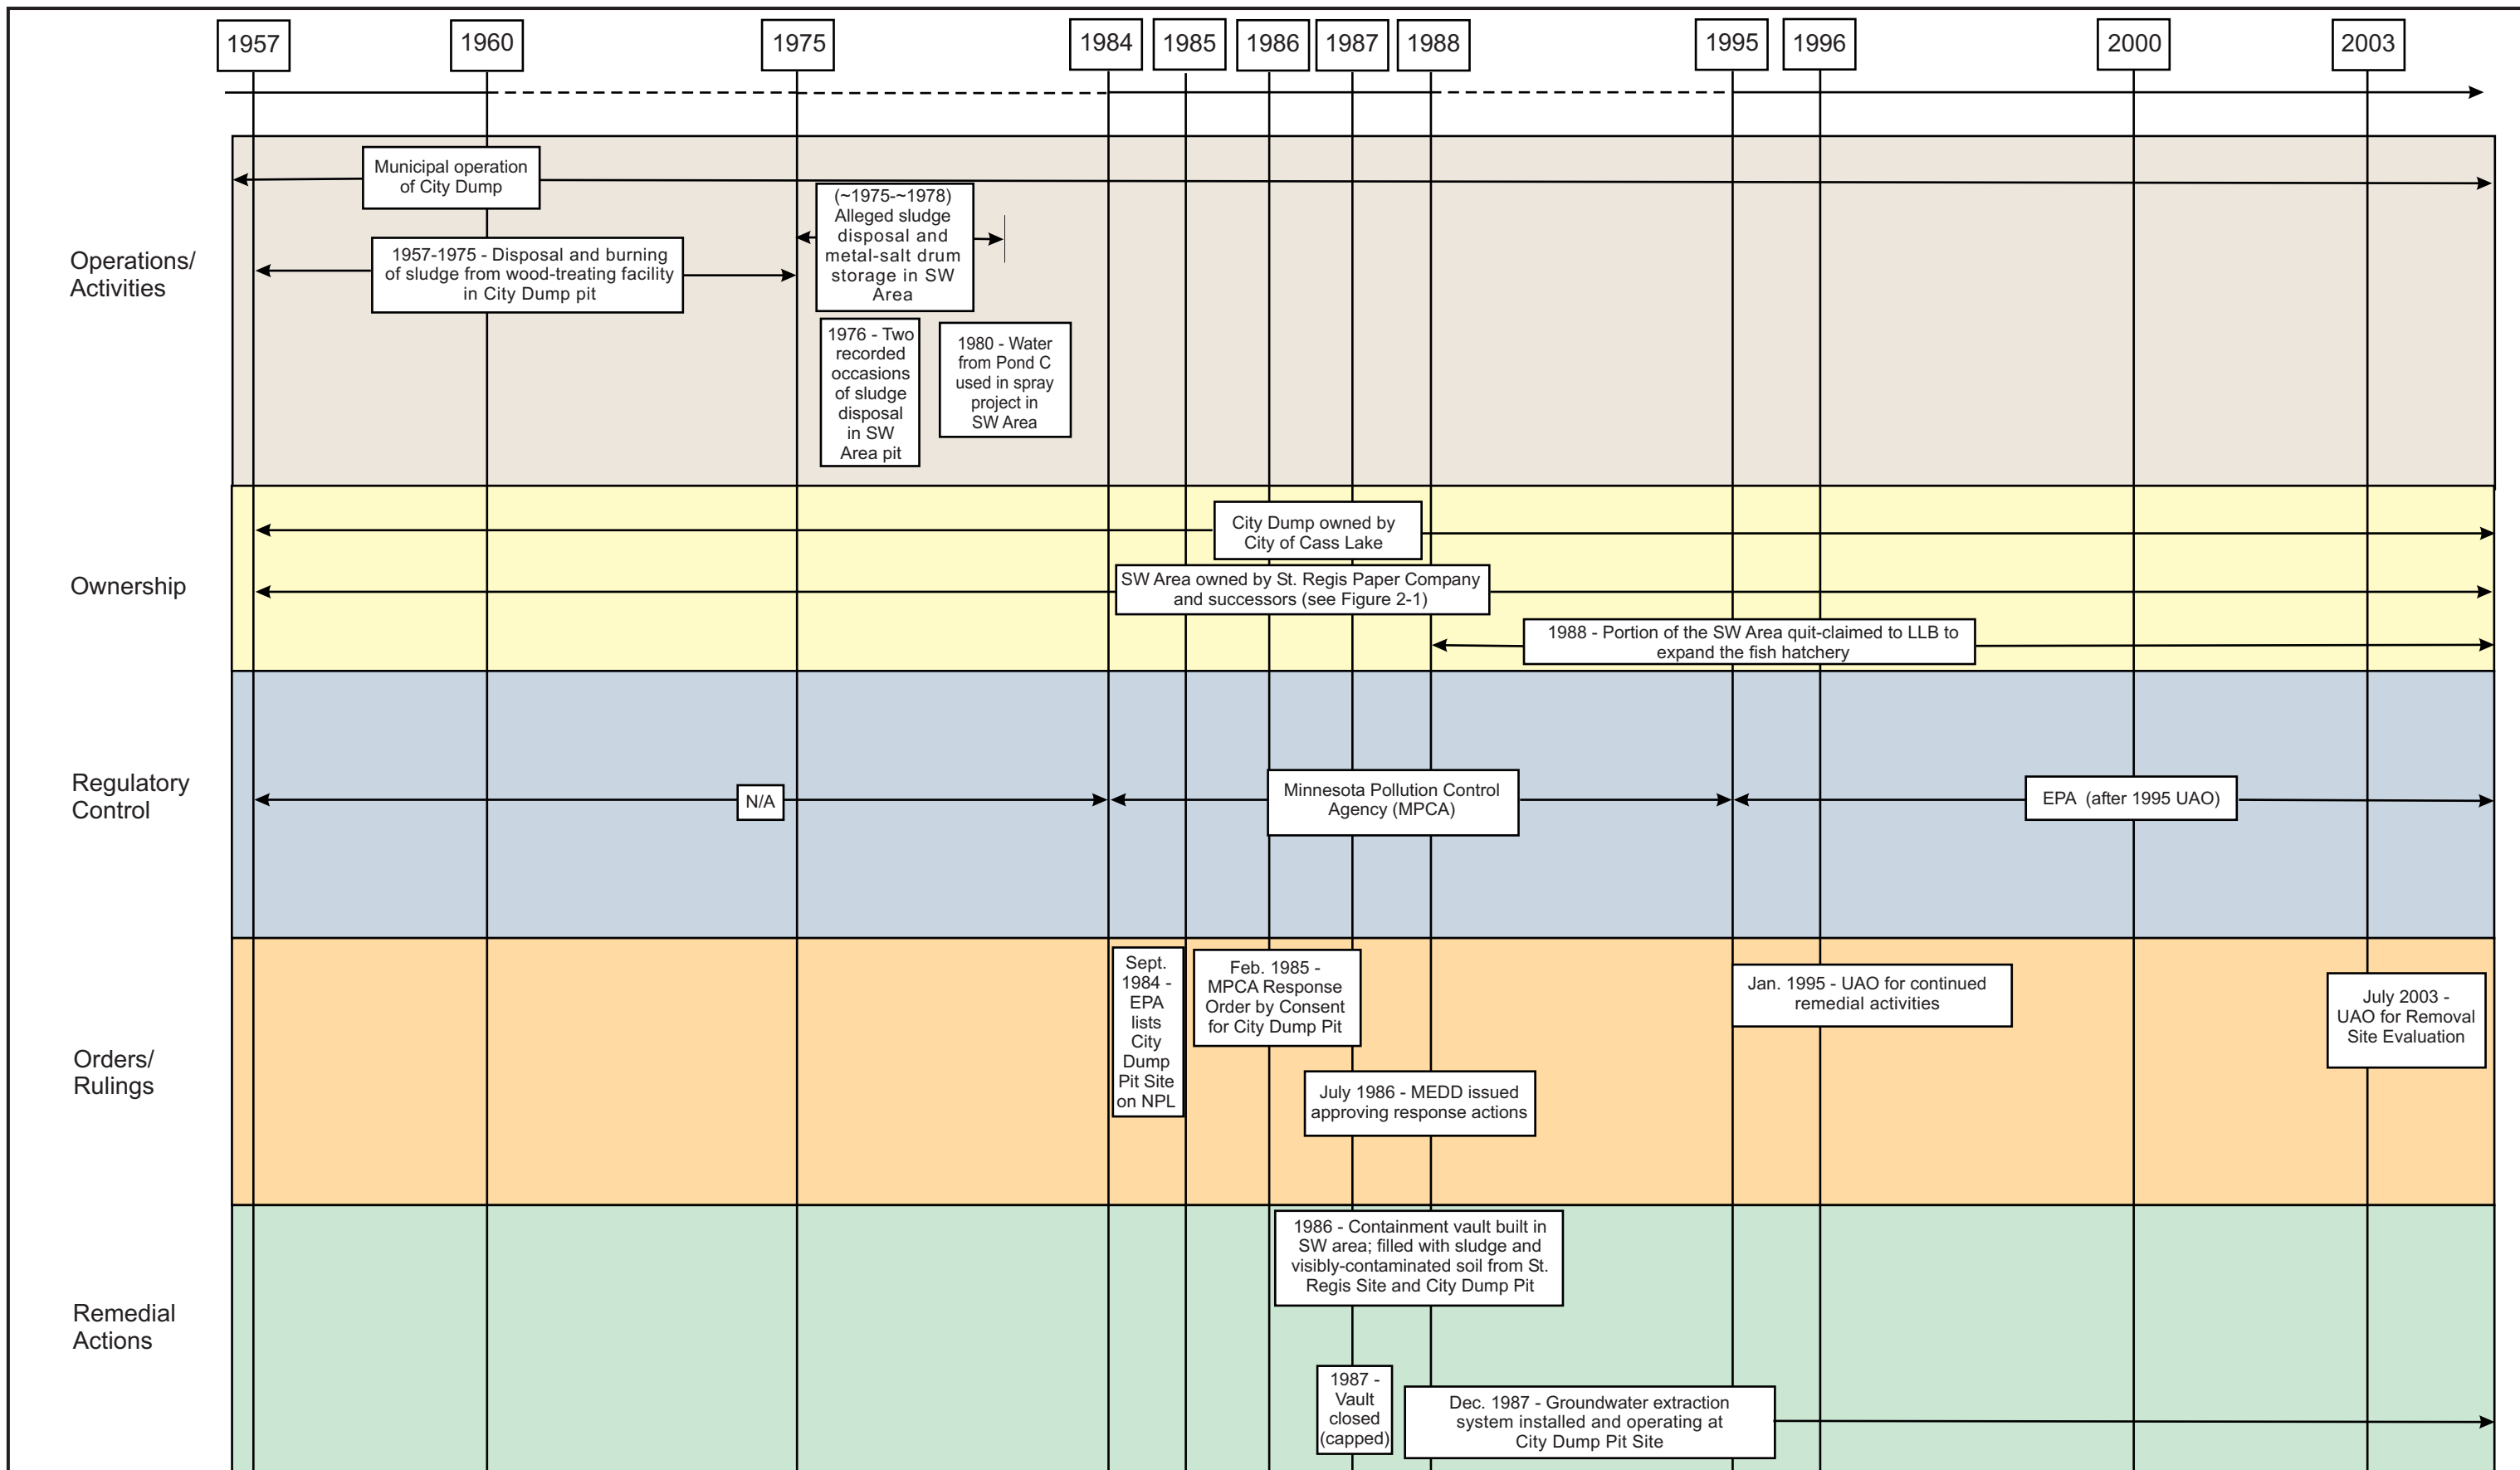 1957
1960
1975
1984
1985
1986
1987
1988
1995
1996
2000
2003
Operations/
Activities
Municipal operation
of City Dump
1957-1975 - Disposal and burning
of sludge from wood-treating facility
in City Dump pit
(~1975-~1978)
Alleged sludge
disposal and
metal-salt drum
storage in SW
Area
1976 - Two
recorded
occasions
of sludge
disposal
in SW
Area pit
1980 - Water
from Pond C
used in spray
project in
SW Area
Ownership
City Dump owned by
City of Cass Lake
SW Area owned by St. Regis Paper Company
and successors (see Figure 2-1)
1988 - Portion of the SW Area quit-claimed to LLB to
expand the fish hatchery
Regulatory
Control
N/A
Minnesota Pollution Control
Agency (MPCA)
EPA (after 1995 UAO)
Orders/
Rulings
Sept.
1984 -
EPA
lists
City
Dump
Pit Site
on NPL
Feb. 1985 -
MPCA Response
Order by Consent
for City Dump Pit
July 1986 - MEDD issued
approving response actions
Jan. 1995 - UAO for continued
remedial activities
July 2003 -
UAO for Removal
Site Evaluation
Remedial
Actions
1986 - Containment vault built in
SW area; filled with sludge and
visibly-contaminated soil from St.
Regis Site and City Dump Pit
1987 -
Vault
closed
(capped)
Dec. 1987 - Groundwater extraction
system installed and operating at
City Dump Pit Site